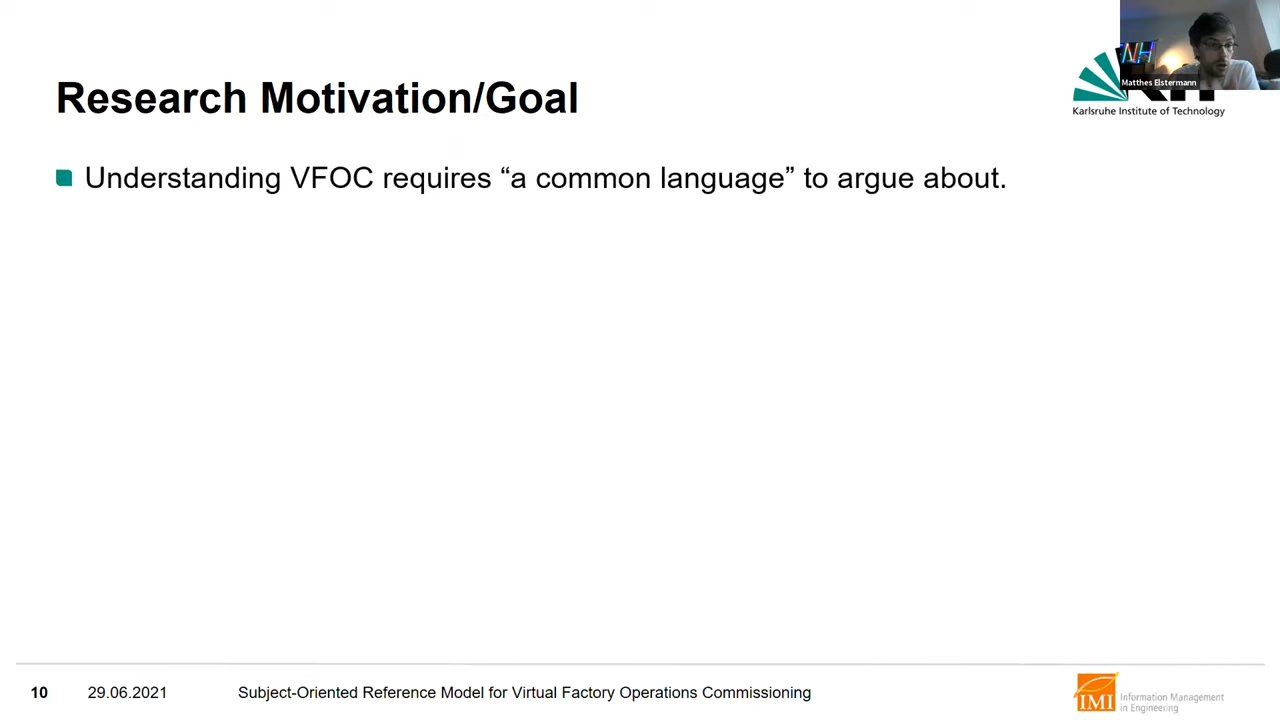 Matthes Elstermann
Karlsruhe Institute of Technology
Research Motivation/Goal
Understanding VFOC requires “a common language” to argue about.
10 29.06.2021 Subject-Oriented Reference Model for Virtual Factory Operations Commissioning
IMI Information Management
in Engineering